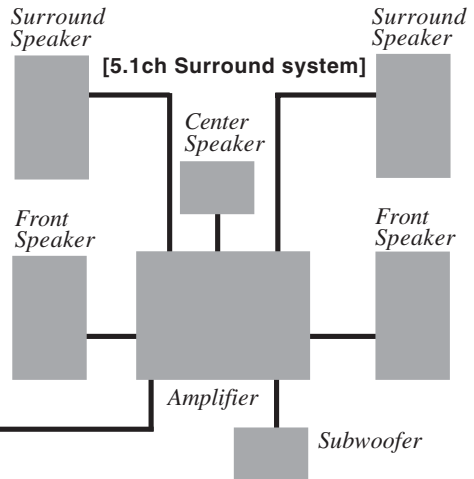 Surround
Speaker
Surround
Speaker
[5.1ch Surround system]
Center
Speaker
Front
Speaker
Front
Speaker
Amplifier
Subwoofer